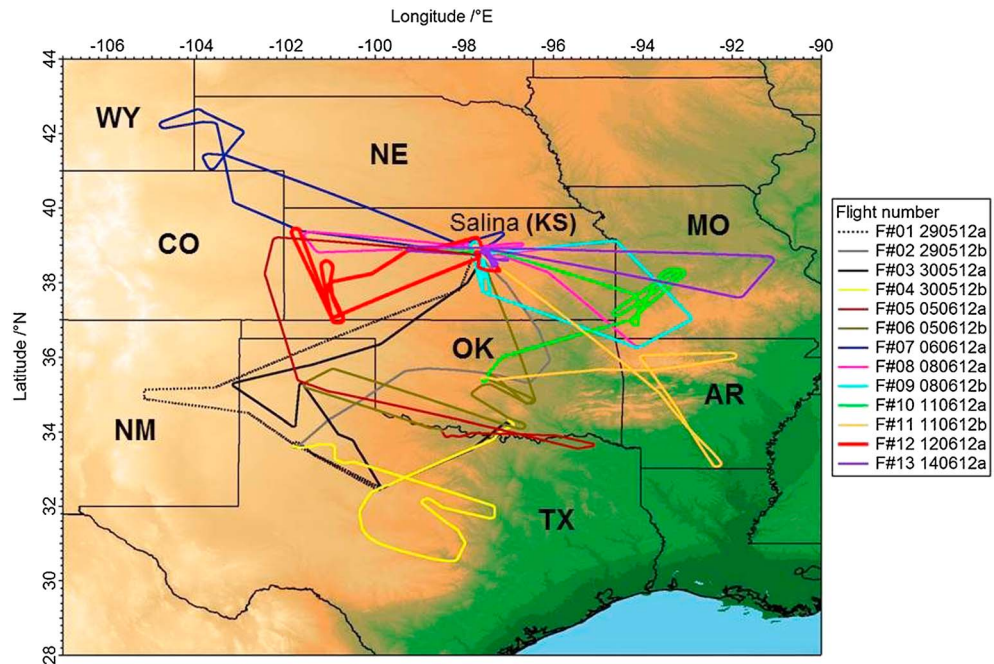 Longitude /°E
-106 -104 -102 -100 -98 -96 -94 -92 -90
Latitude /°N
44
42
40
38
36
34
32
30
28
WY
NE
Salina (KS)
MO
CO
OK
NM
AR
TX
Flight number
F#01 290512a
F#02 290512b
F#03 300512a
F#04 300512b
F#05 050612a
F#06 050612b
F#07 060612a
F#08 080612a
F#09 080612b
F#10 110612a
F#11 110612b
F#12 120612a
F#13 140612a